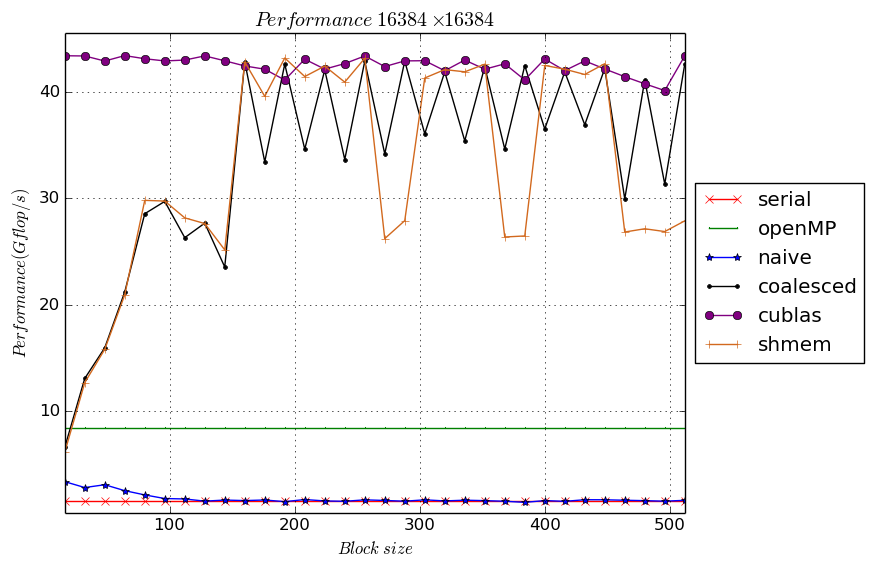 Performance 16384 ×16384
Performance(Gflop/s)
40
30
20
10
100 200 300 400 500
Block size
serial
openMP
naive
coalesced
cublas
shmem